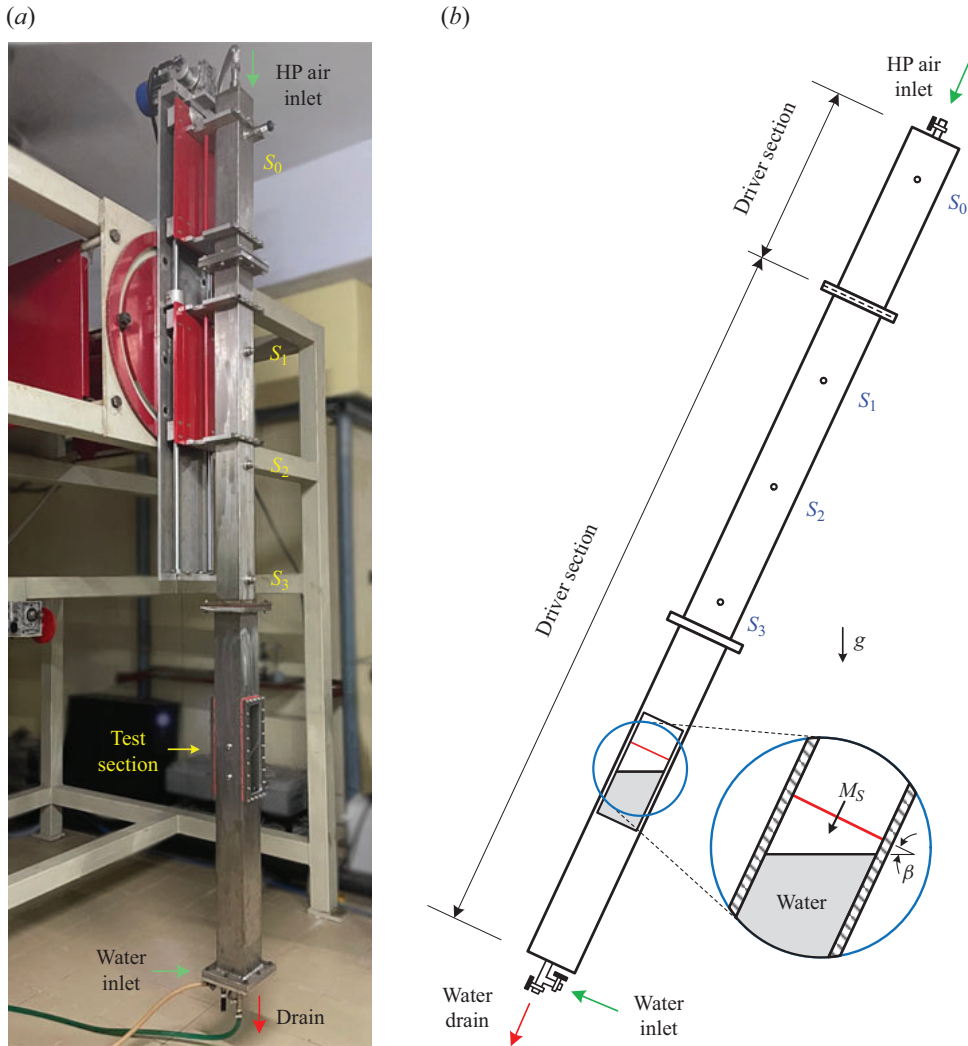 (a)
HP air
inlet
S0
S1
S2
S3
Test
section
Water
inlet
Drain
(b)
HP air
inlet
Driver section
S0
S1
S2
Driver section
S3
g
MS
β
Water
Water
drain
Water
inlet